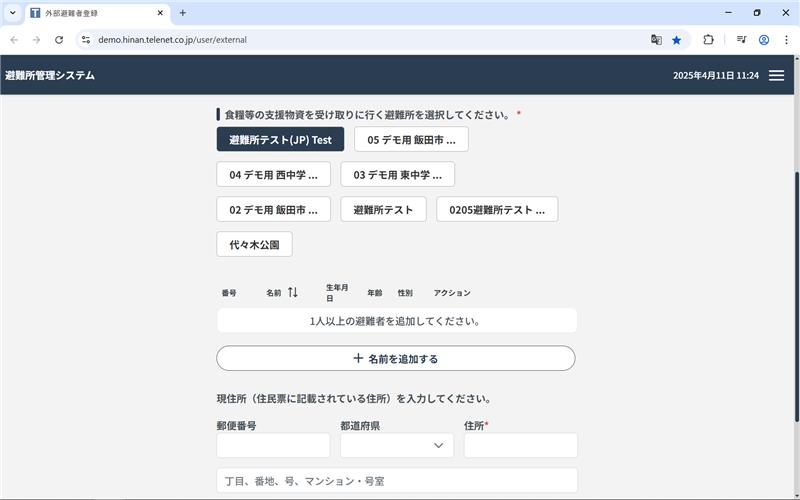 外部避難者登録
demo.hinan.telenet.co.jp/user/external
避難所管理システム
2025年4月11日 11:24
食糧等の支援物資を受け取りに行く避難所を選択してください。 *
避難所テスト(JP) Test
05 デモ用 飯田市 ...
04 デモ用 西中学 ...
03 デモ用 東中学 ...
02 デモ用 飯田市 ...
避難所テスト
0205避難所テスト ...
代々木公園
番号 名前 生年月日 年齢 性別 アクション
1人以上の避難者を追加してください。
名前を追加する
現住所（住民票に記載されている住所）を入力してください。
郵便番号 都道府県 住所*
丁目、番地、号、マンション・号室